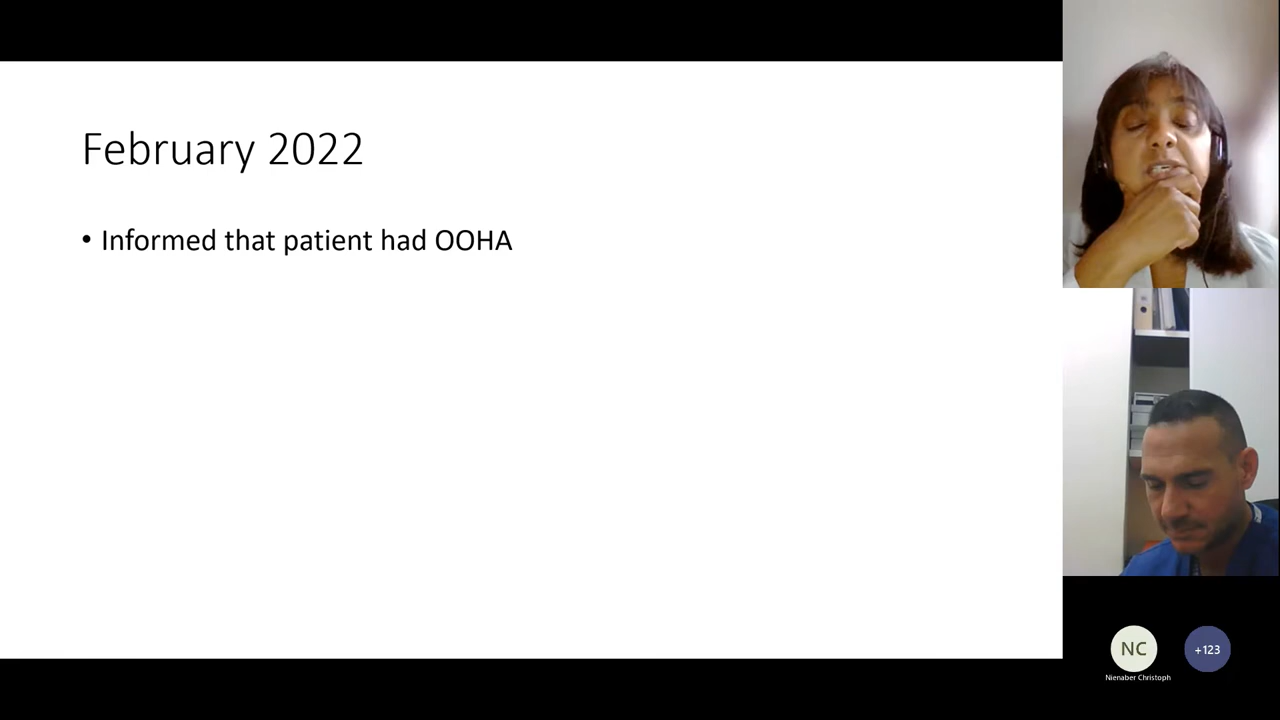 February 2022
• Informed that patient had OOHA
NC
+123
Nienaber Christoph